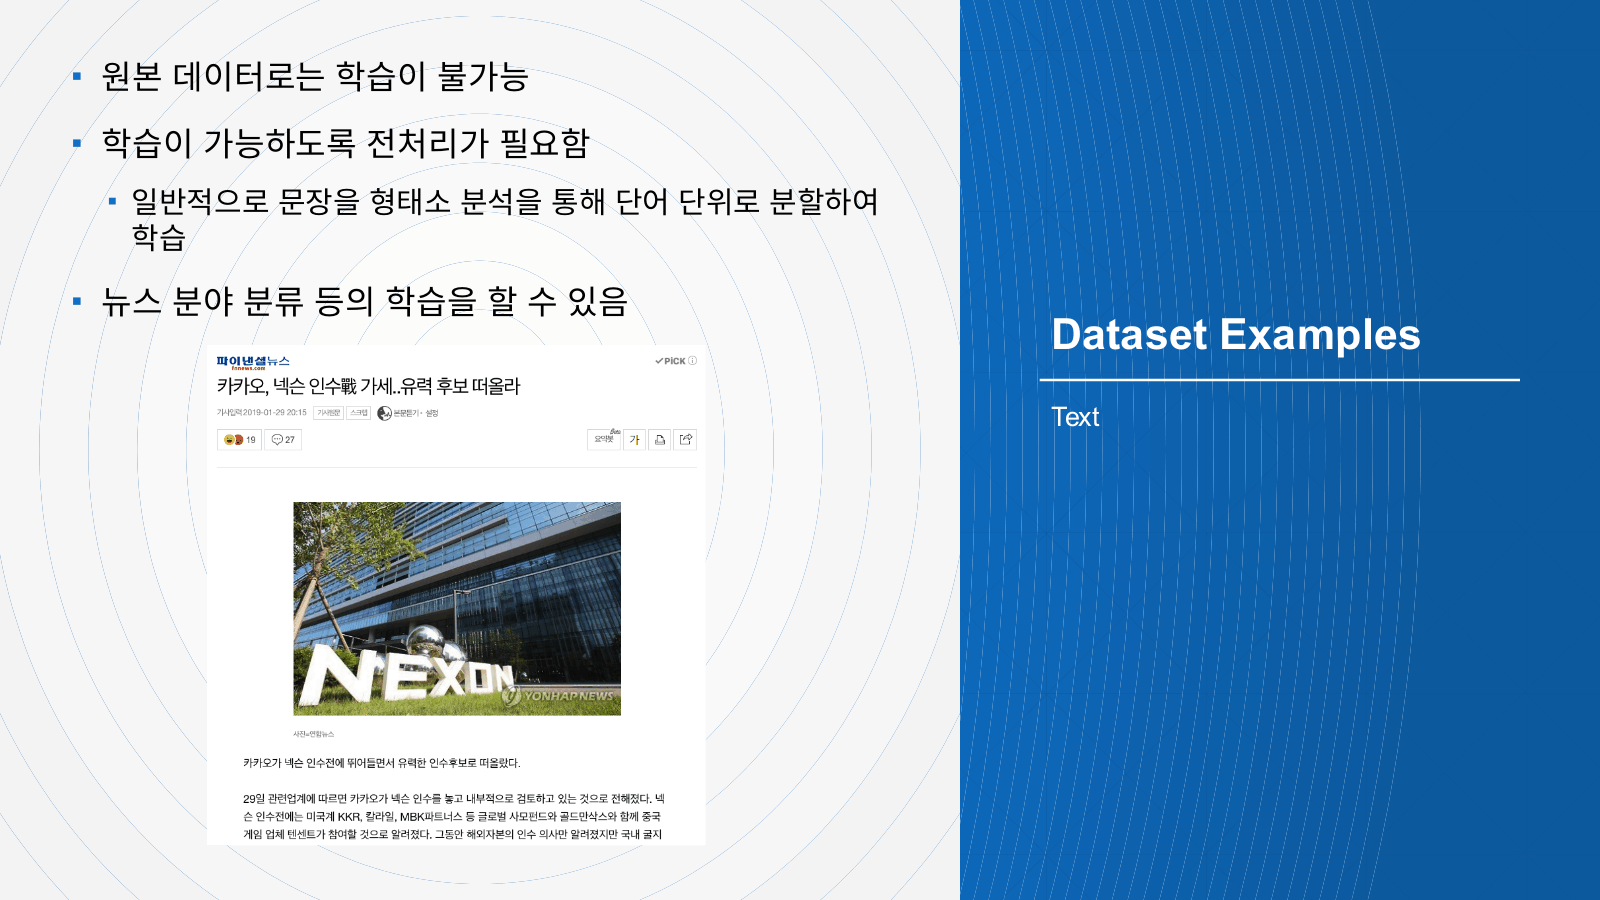 원본 데이터로는 학습이 불가능
학습이 가능하도록 전처리가 필요함
일반적으로 문장을 형태소 분석을 통해 단어 단위로 분할하여
학습
뉴스 분야 분류 등의 학습을 할 수 있음
파이낸셜뉴스
fnnews.com
PiCK
카카오, 넥슨 인수戰 가세..유력 후보 떠올라
기사입력 2019-01-29 20:15 기사원문 스크랩 본문듣기 · 설정
19 27
요약봇 Beta 가
NEXON
YONHAP NEWS
사진=연합뉴스
카카오가 넥슨 인수전에 뛰어들면서 유력한 인수후보로 떠올랐다.
29일 관련업계에 따르면 카카오가 넥슨 인수를 놓고 내부적으로 검토하고 있는 것으로 전해졌다. 넥
슨 인수전에는 미국계 KKR, 칼라일, MBK파트너스 등 글로벌 사모펀드와 골드만삭스와 함께 중국
게임 업체 텐센트가 참여할 것으로 알려졌다. 그동안 해외자본의 인수 의사만 알려졌지만 국내 굴지
Dataset Examples
Text